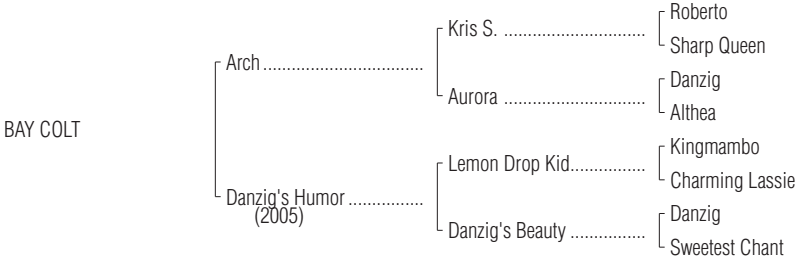 Roberto
Kris S. ..............................
Sharp Queen
Arch .................................
Danzig
Aurora ..............................
Althea
BAY COLT
Kingmambo
Lemon Drop Kid................
Charming Lassie
Danzig's Humor ................
(2005)
Danzig
Danzig's Beauty ................
Sweetest Chant